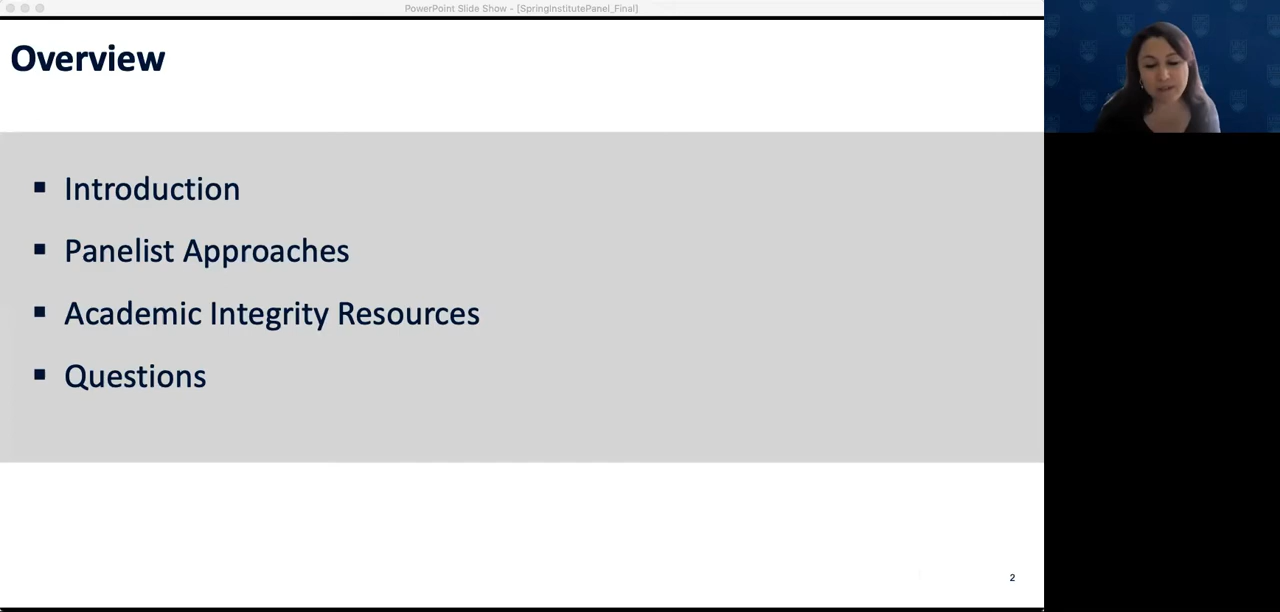 PowerPoint Slide Show - [SpringInstitutePanel_Final]
Overview
▪ Introduction
▪ Panelist Approaches
▪ Academic Integrity Resources
▪ Questions
2